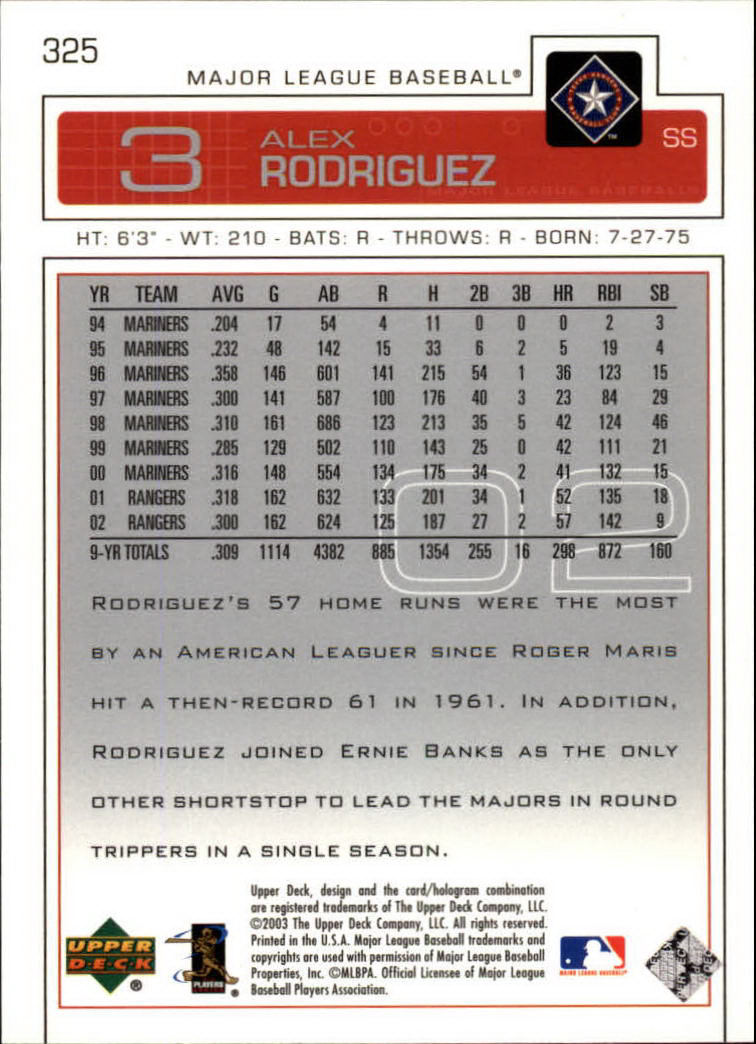 325
MAJOR LEAGUE BASEBALL®
3 ALEX SS
RODRIGUEZ
MAJOR LEAGUE BASEBALL
HT: 6'3" - WT: 210 - BATS: R - THROWS: R - BORN: 7-27-75
YR TEAM AVG G AB R H 2B 3B HR RBI SB
94 MARINERS .204 17 54 4 11 0 0 0 2 3
95 MARINERS .232 48 142 15 33 6 2 5 19 4
96 MARINERS .358 146 601 141 215 54 1 36 123 15
97 MARINERS .300 141 587 100 176 40 3 23 84 29
98 MARINERS .310 161 686 123 213 35 5 42 124 46
99 MARINERS .285 129 502 110 143 25 0 42 111 21
00 MARINERS .316 148 554 134 175 34 2 41 132 15
01 RANGERS .318 162 632 133 201 34 1 52 135 18
02 RANGERS .300 162 624 125 187 27 2 57 142 9
9-YR TOTALS .309 1114 4382 885 1354 255 16 298 872 160
02
RODRIGUEZ'S 57 HOME RUNS WERE THE MOST
BY AN AMERICAN LEAGUER SINCE ROGER MARIS
HIT A THEN-RECORD 61 IN 1961. IN ADDITION,
RODRIGUEZ JOINED ERNIE BANKS AS THE ONLY
OTHER SHORTSTOP TO LEAD THE MAJORS IN ROUND
TRIPPERS IN A SINGLE SEASON.
Upper Deck, design and the card/hologram combination
are registered trademarks of The Upper Deck Company, LLC.
©2003 The Upper Deck Company, LLC. All rights reserved.
Printed in the U.S.A. Major League Baseball trademarks and
copyrights are used with permission of Major League Baseball
Properties, Inc. ©MLBPA. Official Licensee of Major League
Baseball Players Association.
UPPER
D·E·C·K
®
PLAYERS
®
MAJOR LEAGUE BASEBALL®